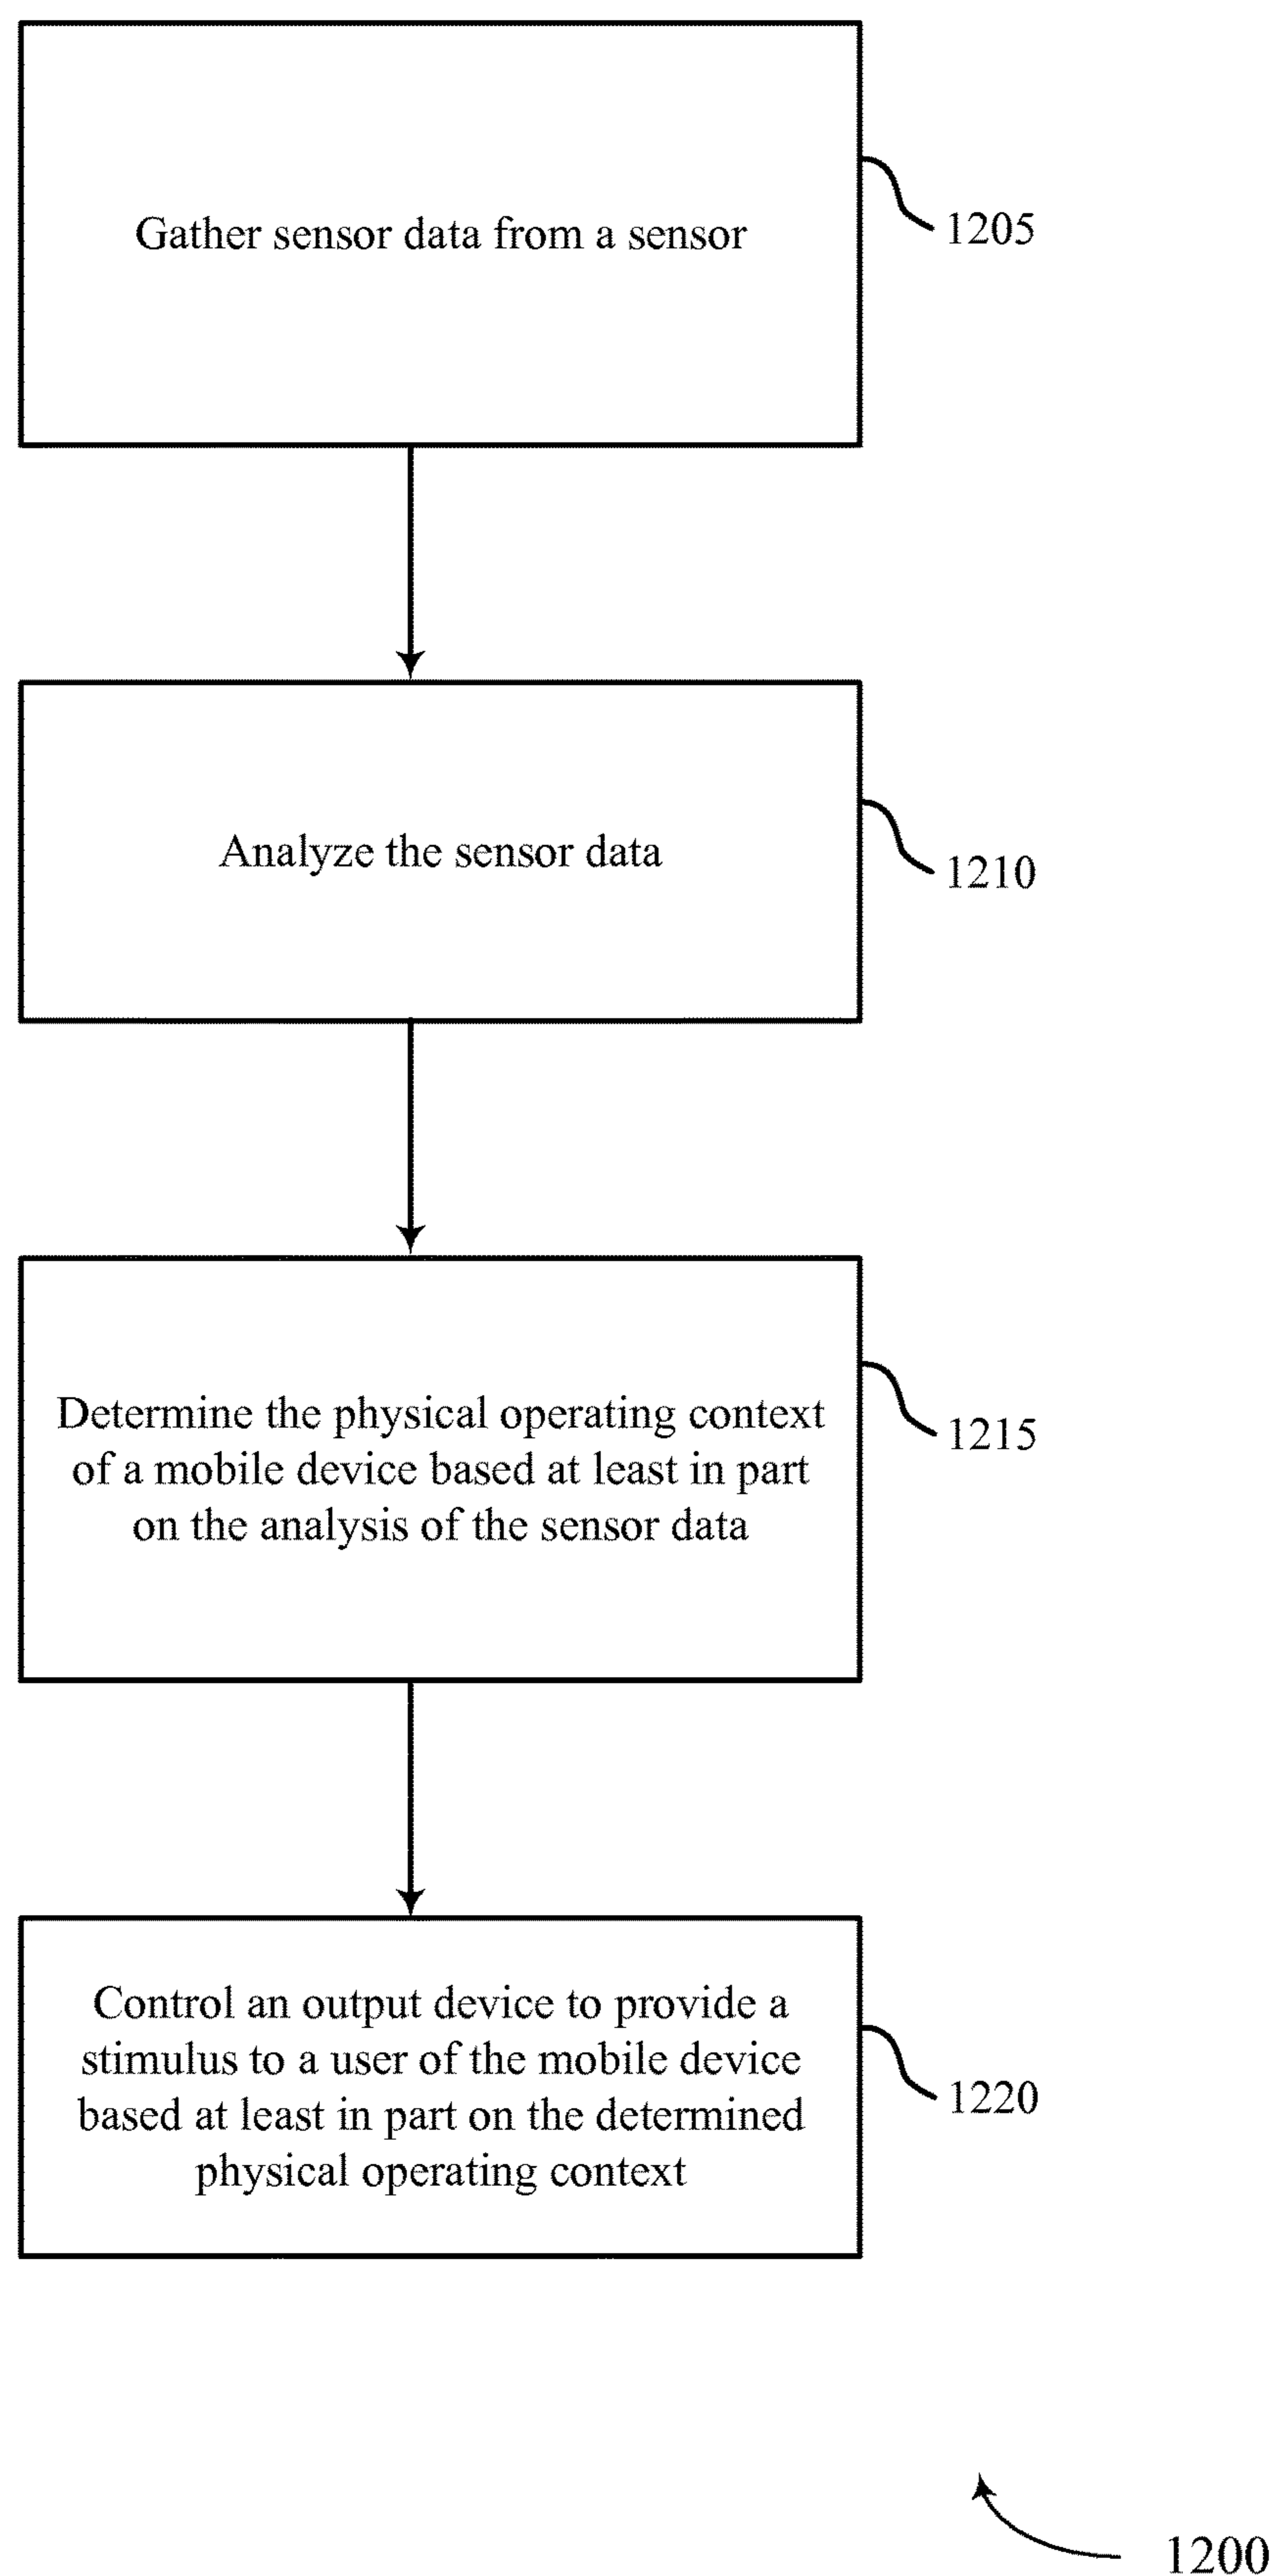 Gather sensor data from a sensor
1205
Analyze the sensor data
1210
Determine the physical operating context
of a mobile device based at least in part
on the analysis of the sensor data
1215
Control an output device to provide a
stimulus to a user of the mobile device
based at least in part on the determined
physical operating context
1220
1200